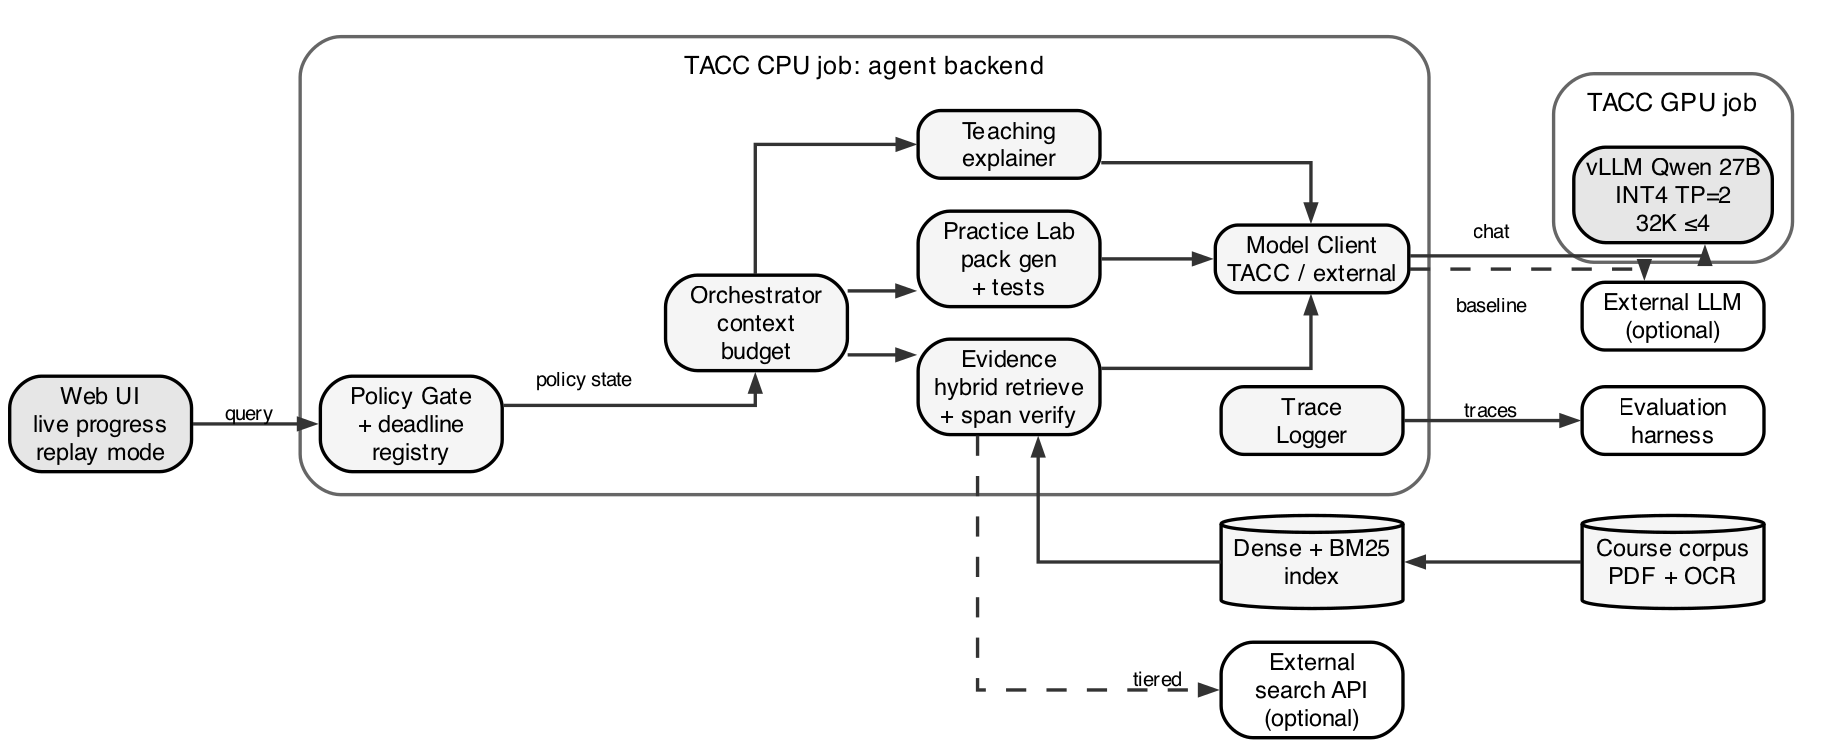 TACC CPU job: agent backend
TACC GPU job
Teaching
explainer
vLLM Qwen 27B
INT4 TP=2
32K ≤4
Practice Lab
pack gen
+ tests
Model Client
TACC / external
chat
baseline
Orchestrator
context
budget
External LLM
(optional)
Evidence
hybrid retrieve
+ span verify
policy state
Web UI
live progress
replay mode
query
Policy Gate
+ deadline
registry
Trace
Logger
traces
Evaluation
harness
Dense + BM25
index
Course corpus
PDF + OCR
tiered
External
search API
(optional)